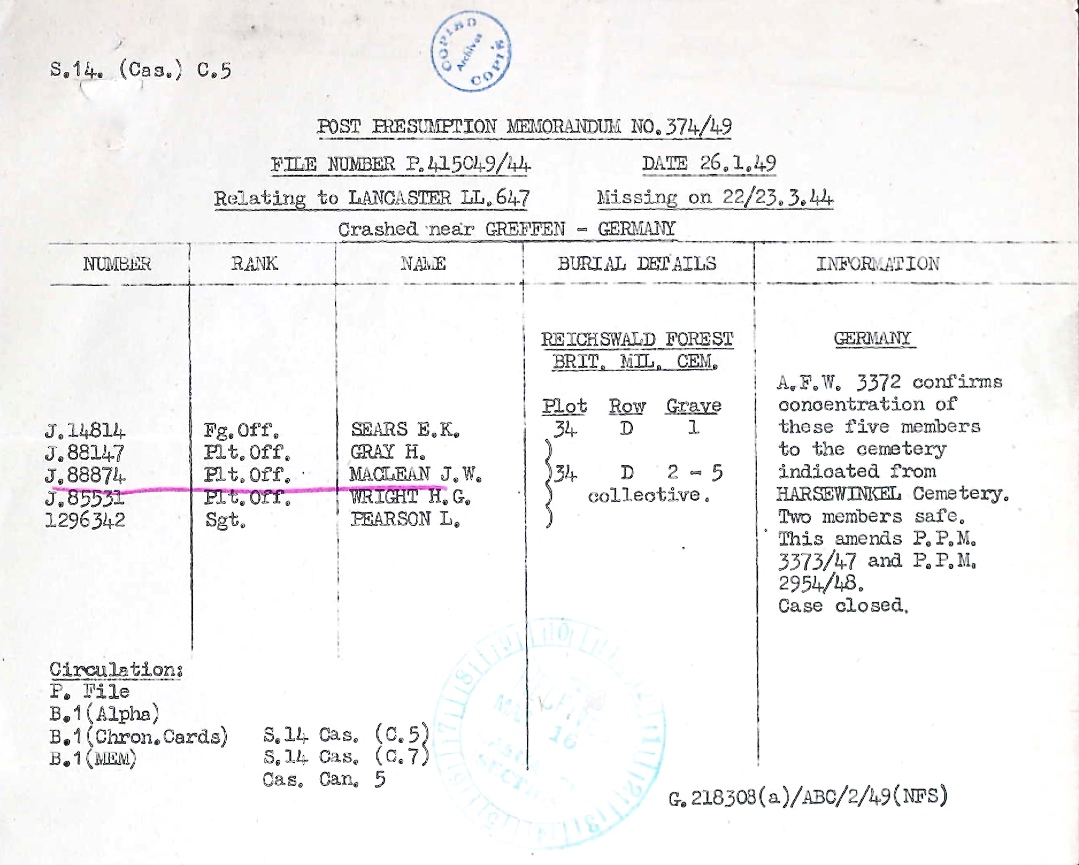 COPIED
Archives
COPIÉ
S.14. (Cas.) C.5
POST PRESUMPTION MEMORANDUM NO.374/49
FILE NUMBER P.415049/44 DATE 26.1.49
Relating to LANCASTER LL.647 Missing on 22/23.3.44
Crashed near GREFFEN - GERMANY
NUMBER RANK NAME BURIAL DETAILS INFORMATION
REICHSWALD FOREST
BRIT. MIL. CEM.
Plot Row Grave
J.14814 Fg.Off. SEARS E.K. 34 D 1
J.88147 Plt.Off. GRAY H.
J.88874 Plt.Off. MACLEAN J.W. 34 D 2 - 5
J.85531 Plt.Off. WRIGHT H.G. collective.
1296342 Sgt. PEARSON L.
GERMANY
A.F.W. 3372 confirms
concentration of
these five members
to the cemetery
indicated from
HARSEWINKEL Cemetery.
Two members safe.
This amends P.P.M.
3373/47 and P.P.M.
2954/48.
Case closed.
Circulation:
P. File
B.1(Alpha)
B.1(Chron.Cards) S.14 Cas. (C.5)
B.1(MEM) S.14 Cas. (C.7)
Cas. Can. 5
G.218308(a)/ABC/2/49(NFS)